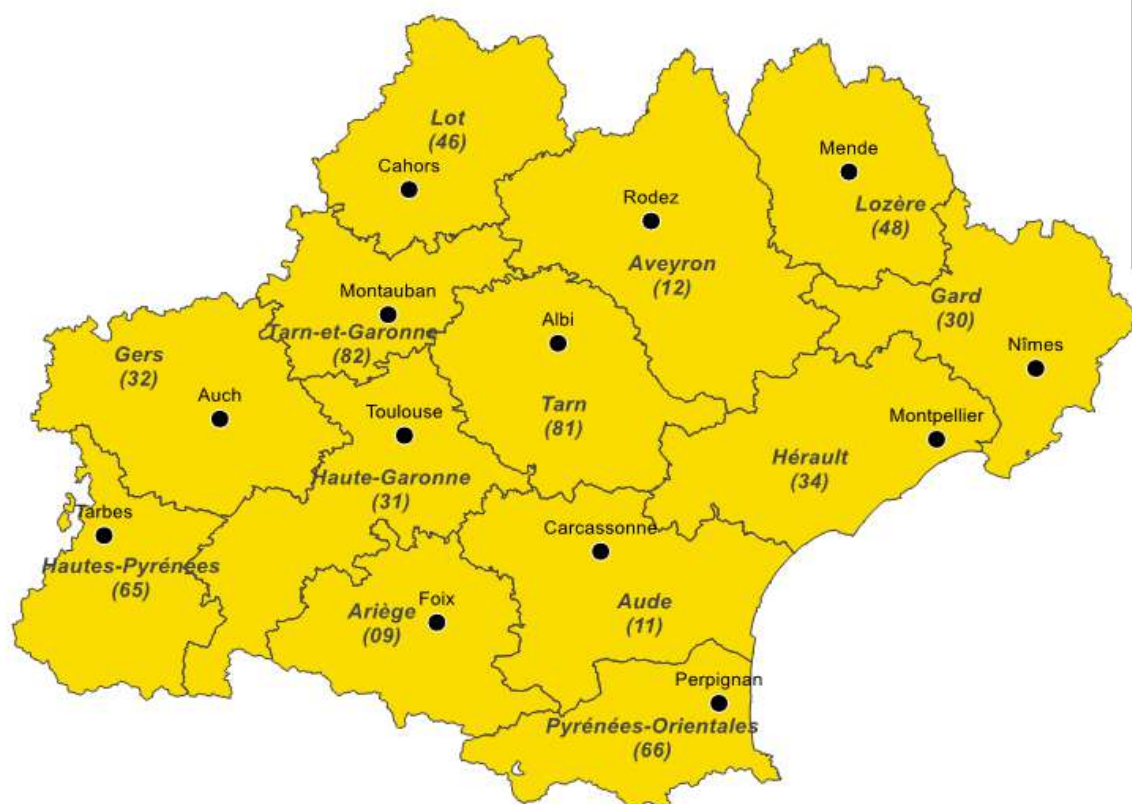 Lot
(46)
Cahors
Mende
Lozère
(48)
Rodez
Aveyron
(12)
Montauban
Tarn-et-Garonne
(82)
Albi
Tarn
(81)
Gard
(30)
Nîmes
Gers
(32)
Auch
Toulouse
Haute-Garonne
(31)
Montpellier
Hérault
(34)
Tarbes
Hautes-Pyrénées
(65)
Carcassonne
Aude
(11)
Ariège
(09)
Foix
Perpignan
Pyrénées-Orientales
(66)